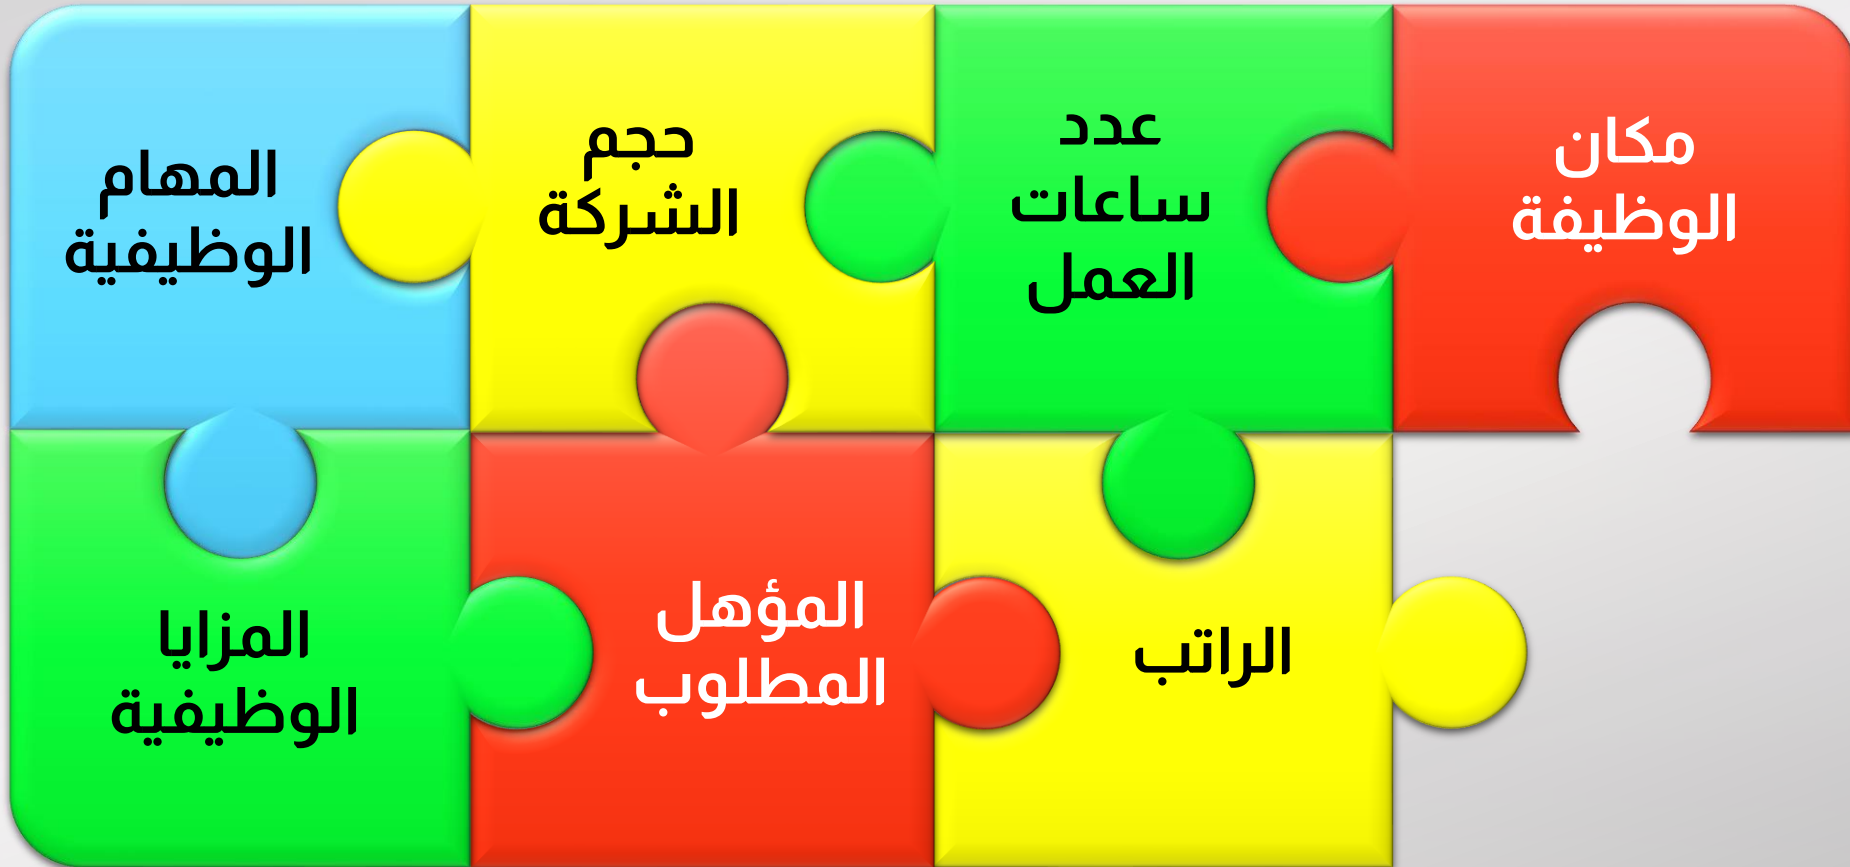 مكان
الوظيفة
عدد
ساعات
العمل
حجم
الشركة
المهام
الوظيفية
الراتب
المؤهل
المطلوب
المزايا
الوظيفية